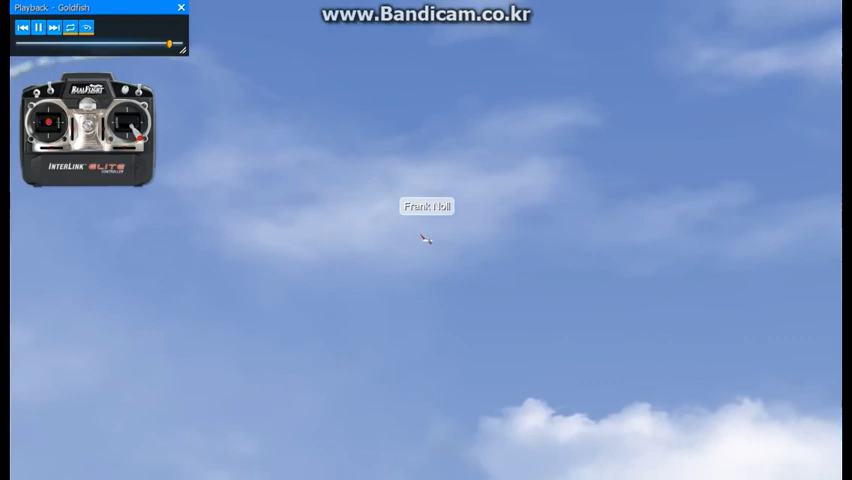 Playback - Goldfish
www.Bandicam.co.kr
REALFLIGHT
INTERLINK ELITE
CONTROLLER
Frank Noll